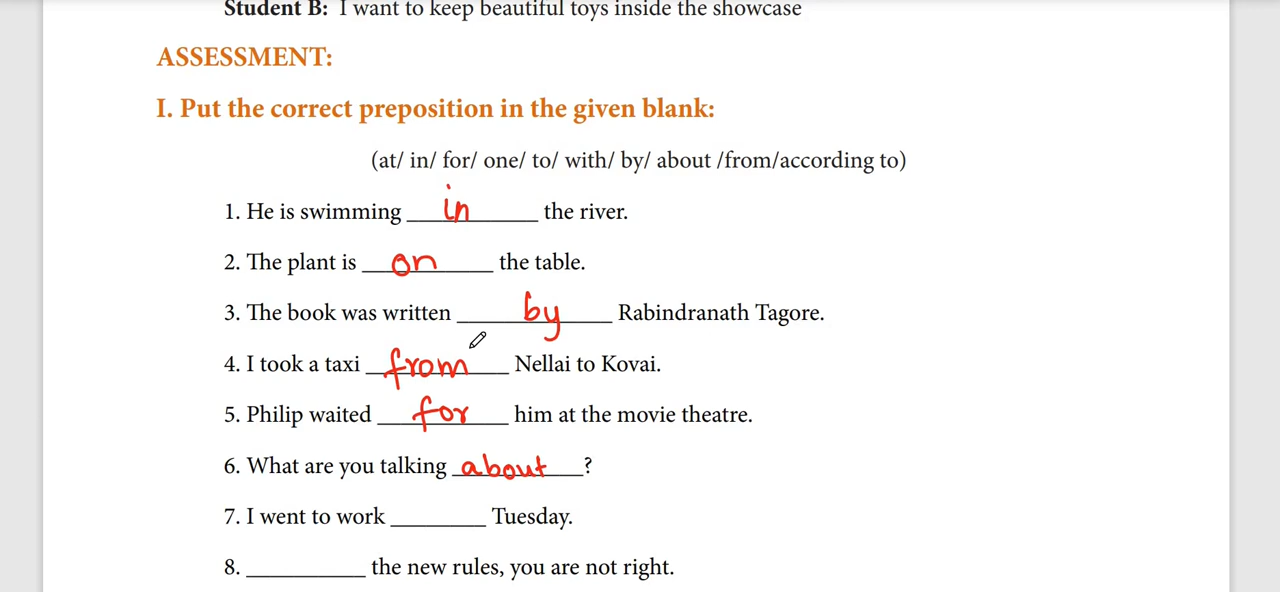 Student B: I want to keep beautiful toys inside the showcase
ASSESSMENT:
I. Put the correct preposition in the given blank:
(at/ in/ for/ one/ to/ with/ by/ about /from/according to)
1. He is swimming in the river.
2. The plant is on the table.
3. The book was written by Rabindranath Tagore.
4. I took a taxi from Nellai to Kovai.
5. Philip waited for him at the movie theatre.
6. What are you talking about ?
7. I went to work ________ Tuesday.
8. __________ the new rules, you are not right.